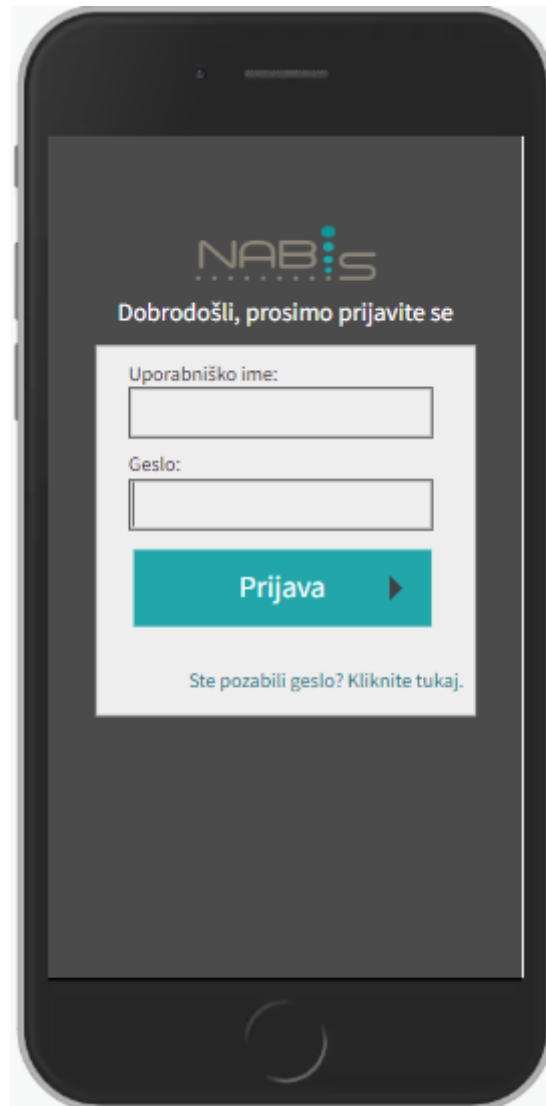 NABiS
Dobrodošli, prosimo prijavite se
Uporabniško ime:
Geslo:
Prijava
Ste pozabili geslo? Kliknite tukaj.